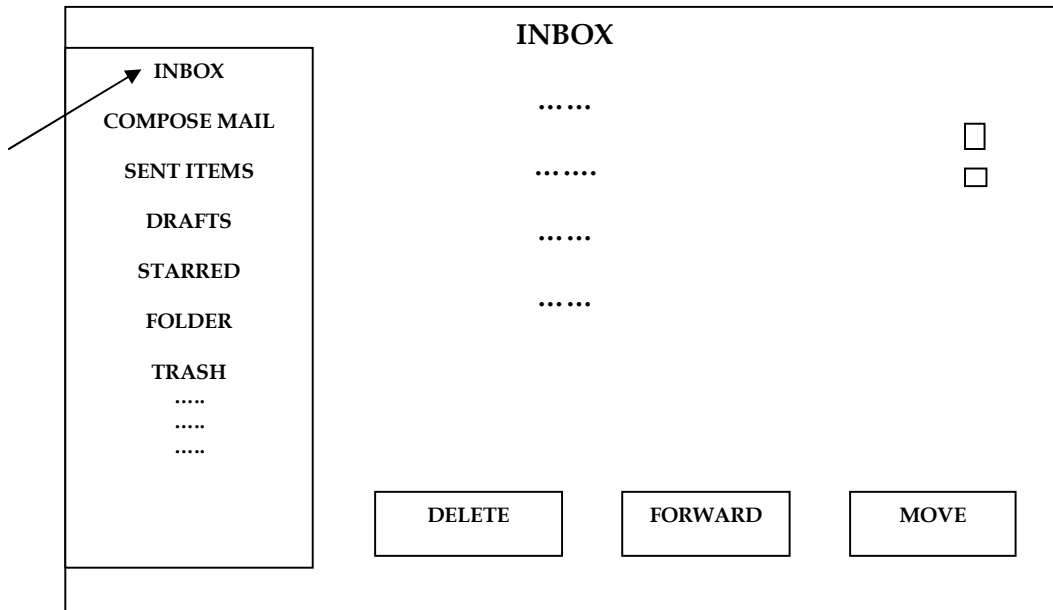 INBOX
INBOX
COMPOSE MAIL
SENT ITEMS
DRAFTS
STARRED
FOLDER
TRASH
…..
…..
…..
……
…….
……
……
DELETE
FORWARD
MOVE